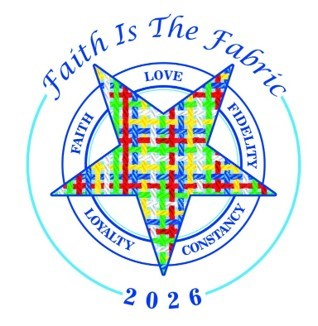 Faith Is The Fabric
LOVE
FIDELITY
CONSTANCY
LOYALTY
FAITH
2026